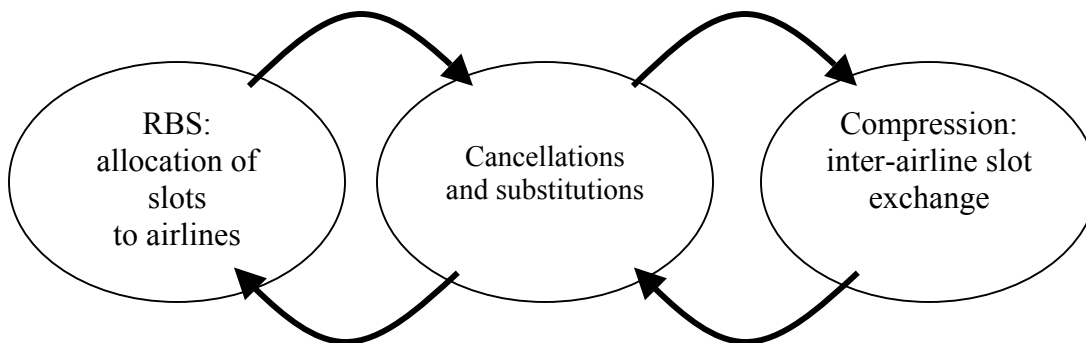 RBS:
allocation of
slots
to airlines
Cancellations
and substitutions
Compression:
inter-airline slot
exchange